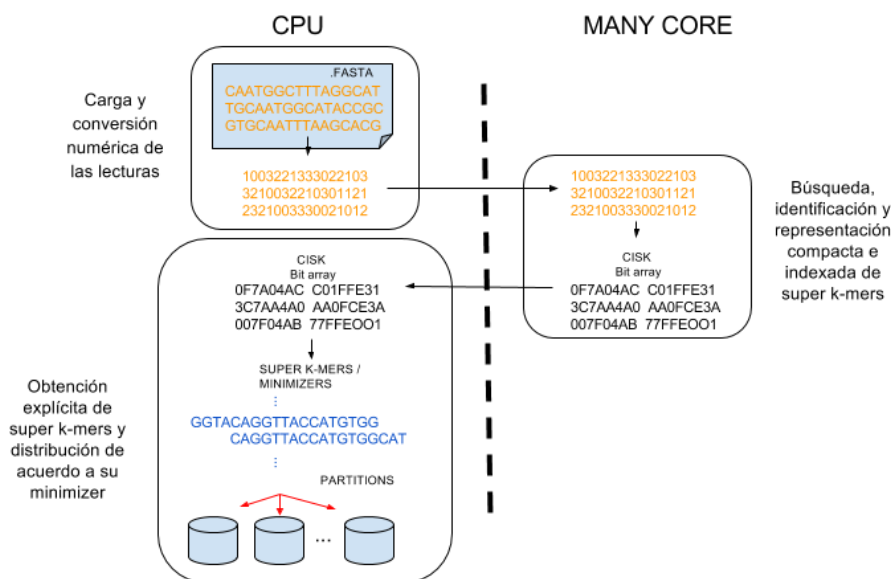 CPU
MANY CORE
Carga y
conversión
numérica de
las lecturas
.FASTA
CAATGGCTTTAGGCAT
TGCAATGGCATACCGC
GTGCAATTTAAGCACG
1003221333022103
3210032210301121
2321003330021012
1003221333022103
3210032210301121
2321003330021012
CISK
Bit array
0F7A04AC C01FFE31
3C7AA4A0 AA0FCE3A
007F04AB 77FFEOO1
Búsqueda,
identificación y
representación
compacta e
indexada de
super k-mers
CISK
Bit array
0F7A04AC C01FFE31
3C7AA4A0 AA0FCE3A
007F04AB 77FFEOO1
Obtención
explícita de
super k-mers y
distribución de
acuerdo a su
minimizer
SUPER K-MERS /
MINIMIZERS
⋮
GGTACAGGTTACCATGTGG
CAGGTTACCATGTGGCAT
⋮
PARTITIONS
...